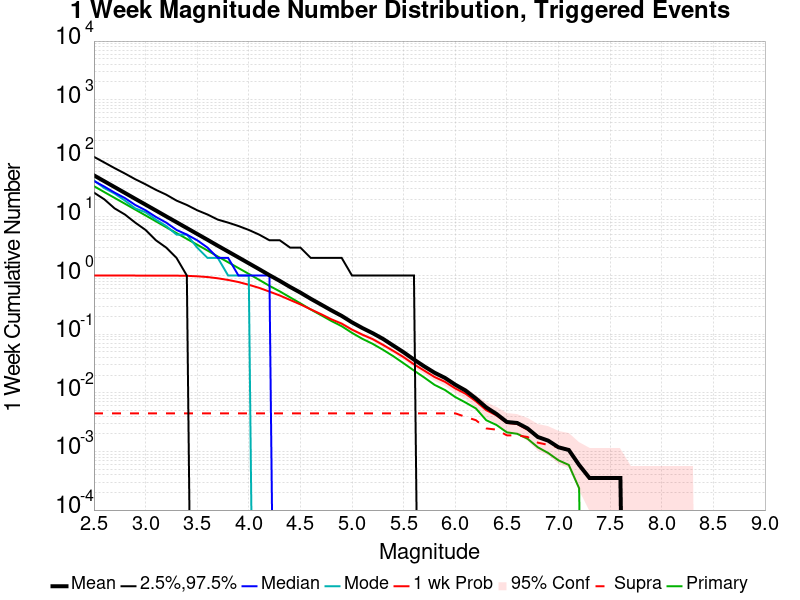 1 Week Magnitude Number Distribution, Triggered Events
1 Week Cumulative Number
10^4
10^3
10^2
10^1
10^0
10^-1
10^-2
10^-3
10^-4
2.5 3.0 3.5 4.0 4.5 5.0 5.5 6.0 6.5 7.0 7.5 8.0 8.5 9.0
Magnitude
Mean 2.5%,97.5% Median Mode 1 wk Prob 95% Conf Supra Primary